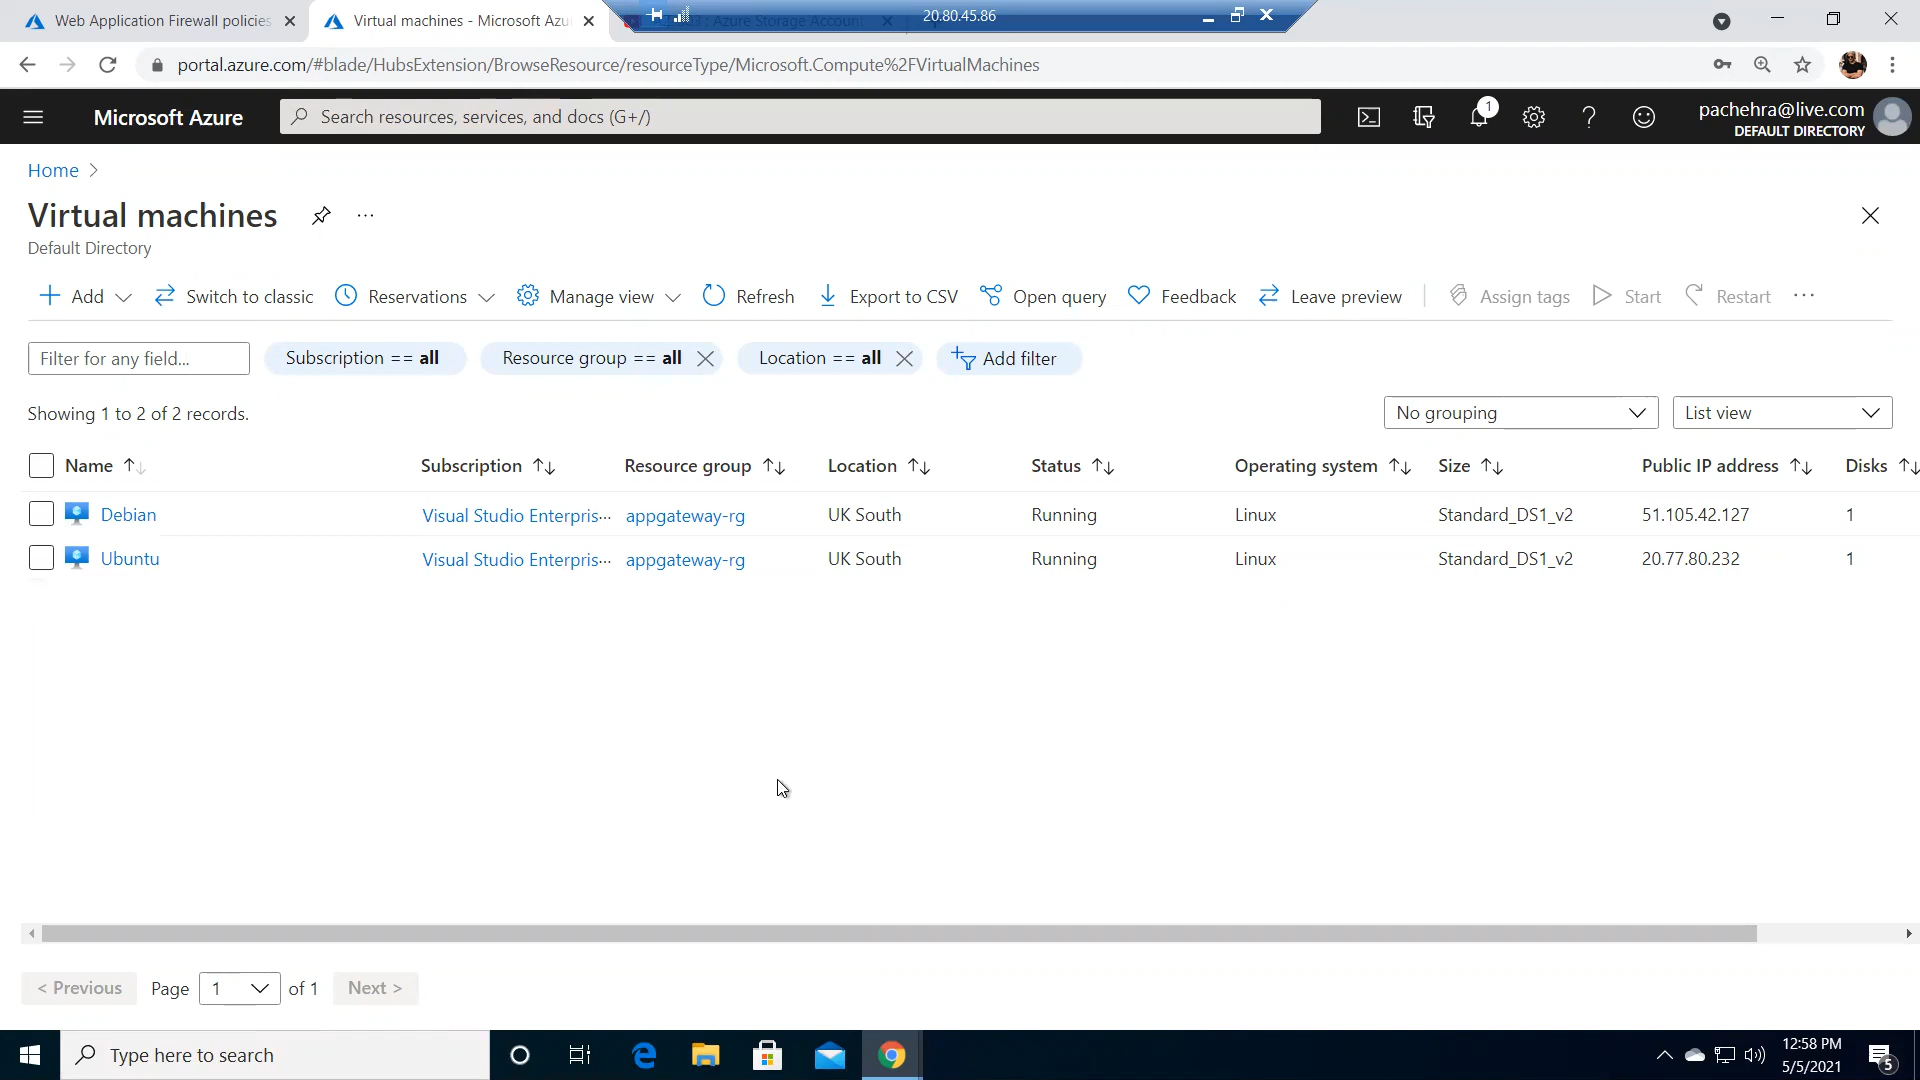 Web Application Firewall policies
Virtual machines - Microsoft Azu
Azure Storage Accoun
20.80.45.86
portal.azure.com/#blade/HubsExtension/BrowseResource/resourceType/Microsoft.Compute%2FVirtualMachines
Microsoft Azure
Search resources, services, and docs (G+/)
1
pachehra@live.com
DEFAULT DIRECTORY
Home
Virtual machines
Default Directory
Add
Switch to classic
Reservations
Manage view
Refresh
Export to CSV
Open query
Feedback
Leave preview
Assign tags
Start
Restart
Filter for any field...
Subscription == all
Resource group == all
Location == all
Add filter
Showing 1 to 2 of 2 records.
No grouping
List view
Name Subscription Resource group Location Status Operating system Size Public IP address Disks
Debian Visual Studio Enterpris... appgateway-rg UK South Running Linux Standard_DS1_v2 51.105.42.127 1
Ubuntu Visual Studio Enterpris... appgateway-rg UK South Running Linux Standard_DS1_v2 20.77.80.232 1
< Previous Page 1 of 1 Next >
Type here to search
12:58 PM
5/5/2021
5